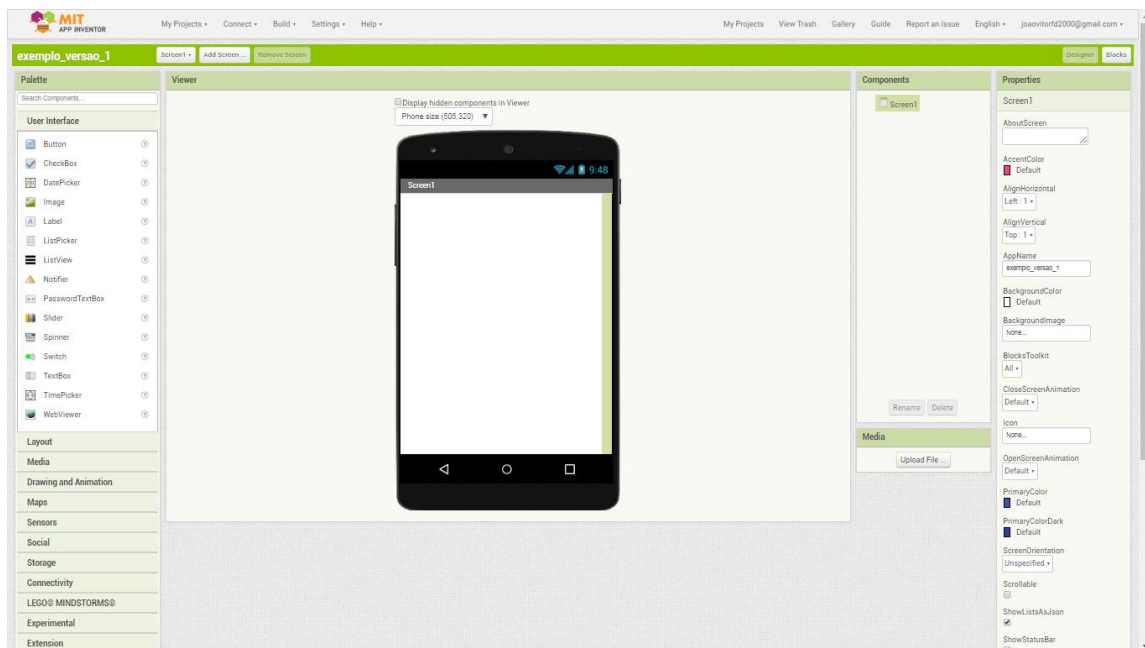 MIT
APP INVENTOR
My Projects
Connect
Build
Settings
Help
My Projects
View Trash
Gallery
Guide
Report an Issue
English
joaovitorfd2000@gmail.com
exemplo_versao_1
Screen1
Add Screen ...
Remove Screen
Designer
Blocks
Palette
Search Components...
User Interface
Button
CheckBox
DatePicker
Image
Label
ListPicker
ListView
Notifier
PasswordTextBox
Slider
Spinner
Switch
TextBox
TimePicker
WebViewer
Layout
Media
Drawing and Animation
Maps
Sensors
Social
Storage
Connectivity
LEGO® MINDSTORMS®
Experimental
Extension
Viewer
Display hidden components in Viewer
Phone size (505,320)
9:48
Screen1
Components
Screen1
Rename
Delete
Media
Upload File ...
Properties
Screen1
AboutScreen
AccentColor
Default
AlignHorizontal
Left : 1
AlignVertical
Top : 1
AppName
exemplo_versao_1
BackgroundColor
Default
BackgroundImage
None...
BlocksToolkit
All
CloseScreenAnimation
Default
Icon
None...
OpenScreenAnimation
Default
PrimaryColor
Default
PrimaryColorDark
Default
ScreenOrientation
Unspecified
Scrollable
ShowListsAsJson
ShowStatusBar